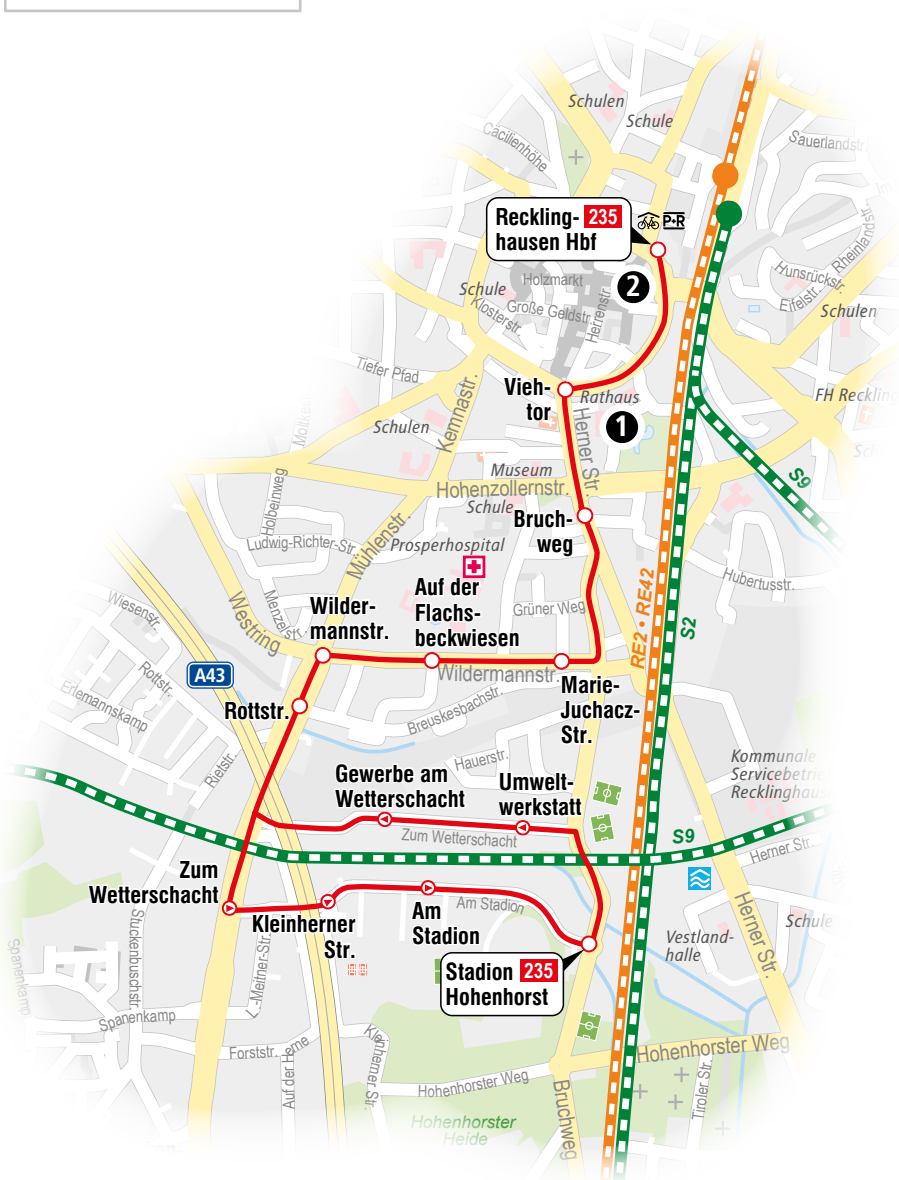 Schulen
Schule
Cäcilienhöhe
Sauerlandstr.
Reckling- 235
hausen Hbf
P+R
Rheinlandstr.
Hunsrückstr.
Eifelstr.
Schulen
Holzmarkt
2
Schule
Große Geldstr.
Herrenstr.
Klosterstr.
Tiefer Pfad
Kemnastr.
Vieh-
tor
Rathaus
1
FH Reckling
Schulen
Herner Str.
Museum
Hohenzollernstr.
Schule
S9
Holbeinweg
Bruch-
weg
Ludwig-Richter-Str.
Mühlenstr.
Prosperhospital
Hubertusstr.
Menzelstr.
Westring
Wilder-
mannstr.
Auf der
Flachs-
beckwiesen
Grüner Weg
RE2 • RE42
S2
Wiesenstr.
Rottstr.
A43
Erlemannskamp
Wildermannstr.
Marie-
Juchacz-
Str.
Rottstr.
Breuskesbachstr.
Rietstr.
Hauerstr.
Kommunale
Servicebetrie
Recklinghaus
Gewerbe am
Wetterschacht
Umwelt-
werkstatt
Zum Wetterschacht
S9
Herner Str.
Zum
Wetterschacht
Kleinherner
Str.
Am
Stadion
Am Stadion
Herner Str.
Schule
Vestland-
halle
Stuckenbuschstr.
L.-Meitner-Str.
Spanenkamp
Stadion 235
Hohenhorst
Spanenkamp
Forststr.
Auf der Herne
Kleinherner Str.
Hohenhorster Weg
Hohenhorster Weg
Bruchweg
Tiroler Str.
Hohenhorster
Heide